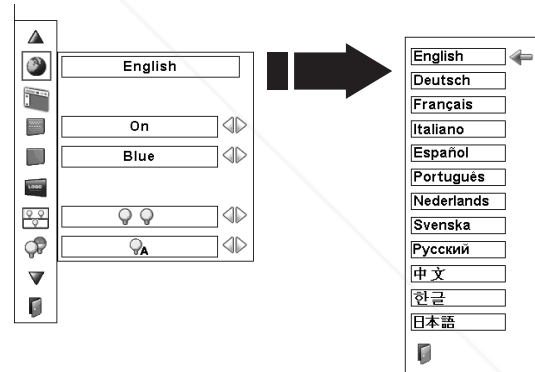 English
On
Blue
LOGO
A
English
Deutsch
Français
Italiano
Español
Português
Nederlands
Svenska
Русский
中文
한글
日本語